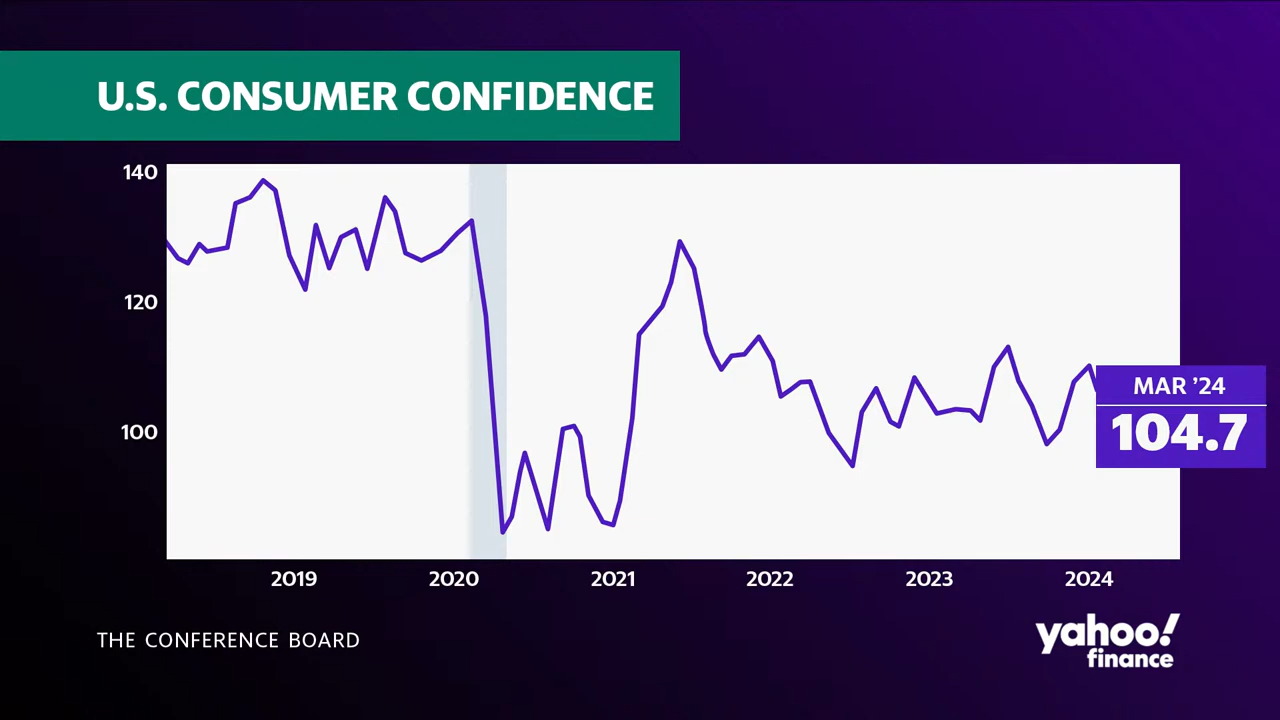 U.S. CONSUMER CONFIDENCE
140
120
100
MAR ’24
104.7
2019 2020 2021 2022 2023 2024
THE CONFERENCE BOARD
yahoo!
finance